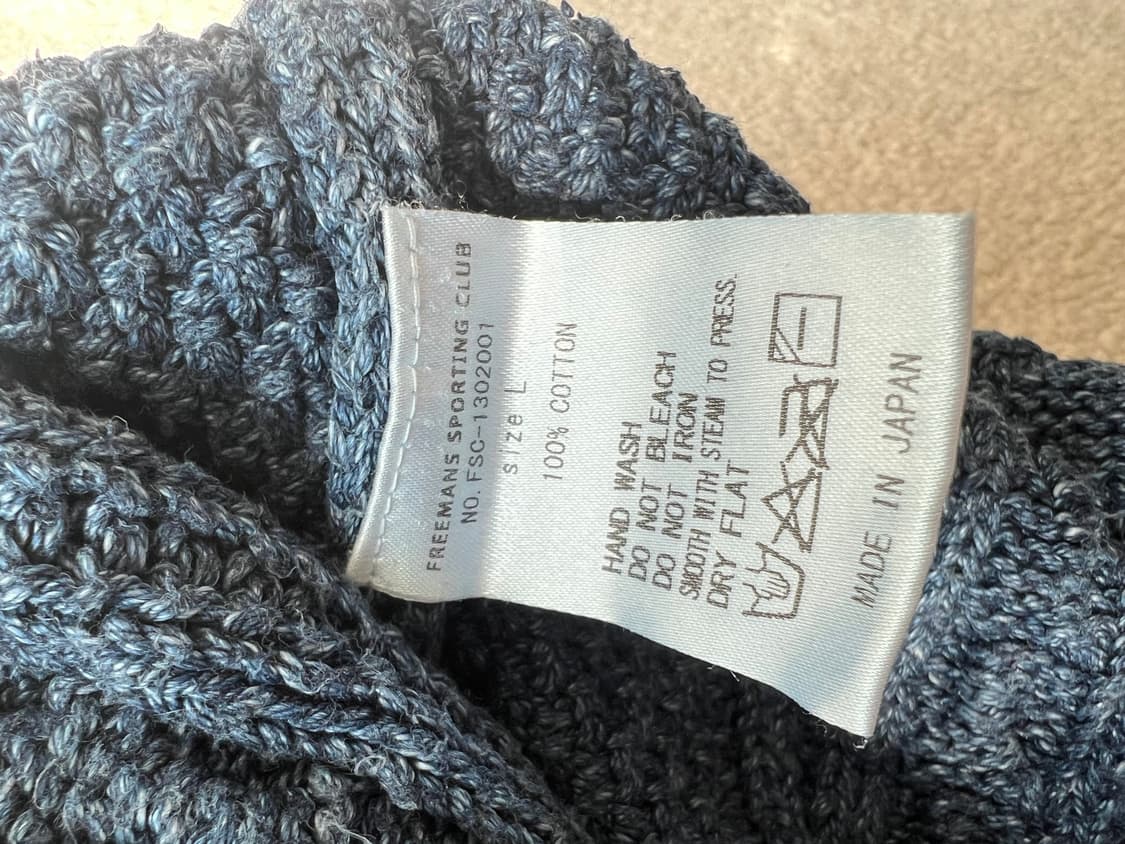 FREEMANS SPORTING CLUB
NO. FSC-1302001
size L
100% COTTON
HAND WASH
DO NOT BLEACH
DO NOT IRON
SMOOTH WITH STEAM TO PRESS.
DRY FLAT
MADE IN JAPAN